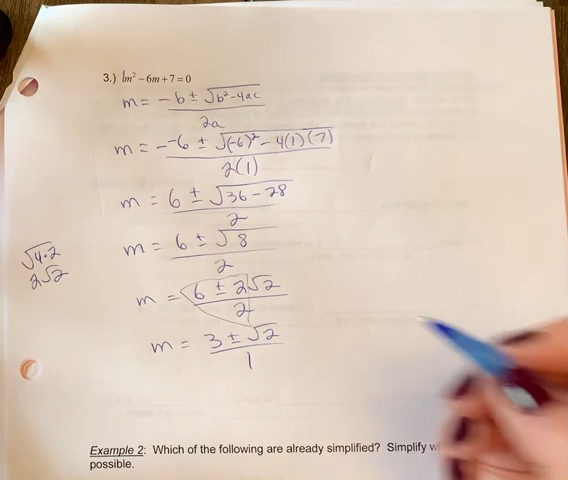 3.) 1m² − 6m + 7 = 0
m = −b ± √(b² − 4ac) / 2a
m = −−6 ± √((−6)² − 4(1)(7)) / 2(1)
m = 6 ± √(36 − 28) / 2
m = 6 ± √8 / 2
√4·2
2√2
m = 6 ± 2√2 / 2
m = 3 ± √2 / 1
Example 2: Which of the following are already simplified? Simplify
possible.